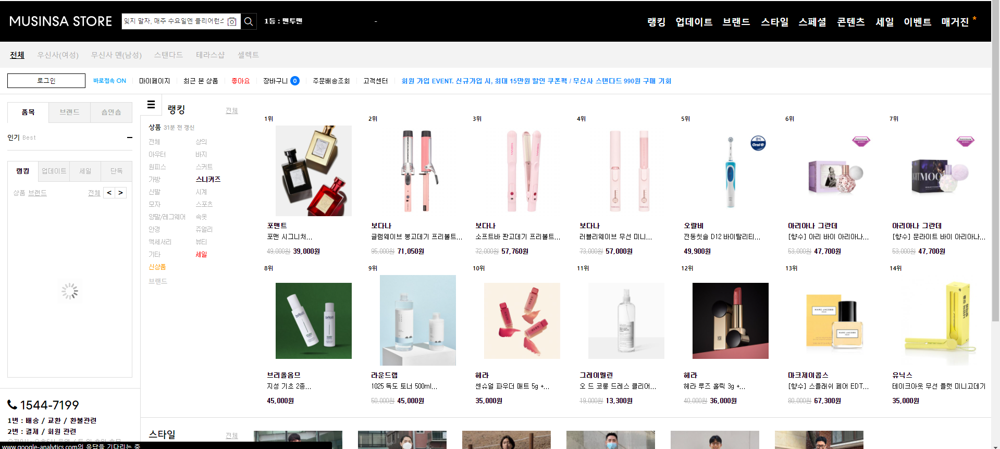 MUSINSA STORE
잊지 말자, 매주 수요일엔 클리어런스
1등 : 맨투맨
-
랭킹 업데이트 브랜드 스타일 스페셜 콘텐츠 세일 이벤트 매거진 *
전체 우신사(여성) 무신사 멘(남성) 스탠다드 테라스샵 셀렉트
로그인 바로접속 ON 마이페이지 최근 본 상품 좋아요 장바구니 0 주문배송조회 고객센터 회원 가입 EVENT. 신규가입 시, 최대 15만원 할인 쿠폰팩 / 무신사 스탠다드 990원 구매 기회
품목 브랜드 숍인숍
인기 Best
랭킹 업데이트 세일 단독
상품 브랜드 전체 < >
1544-7199
1번 : 배송 / 교환 / 환불관련
2번 : 결제 / 회원 관련
www.google-analytics.com의 응답을 기다리는 중
랭킹 전체
상품 31분 전 갱신
전체 상의
아우터 바지
원피스 스커트
가방 스니커즈
신발 시계
모자 스포츠
양말/레그웨어 속옷
안경 쥬얼리
액세서리 뷰티
기타 세일
신상품
브랜드
1위 2위 3위 4위 5위 6위 7위
공식
Oral-B
포맨트 보다나 보다나 보다나 오랄비 아리아나 그란데 아리아나 그란데
포맨 시그니처... 글램웨이브 봉고데기 프리볼트... 소프트바 판고데기 프리볼트... 러블리웨이브 무선 미니... 전동칫솔 D12 바이탈리티... [향수] 아리 바이 아리아나... [향수] 문라이트 바이 아리아나...
49,000원 39,000원 95,000원 71,050원 72,000원 57,760원 73,000원 57,000원 49,900원 53,000원 47,700원 53,000원 47,700원
8위 9위 10위 11위 12위 13위 14위
MARC JACOBS
MARC JACOBS
브리올옴므 라운드랩 헤라 그레이멜린 헤라 마크제이콥스 유닉스
지성 기초 2종... 1025 독도 토너 500ml... 센슈얼 파우더 매트 5g +... 오 드 코롱 드레스 클리어... 헤라 루즈 홀릭 3g +... [향수] 스플래쉬 페어 EDT... 테이크아웃 무선 플랫 미니고데기
45,000원 50,000원 45,000원 35,000원 19,000원 13,300원 40,000원 36,000원 80,000원 67,300원 35,000원
스타일 전체